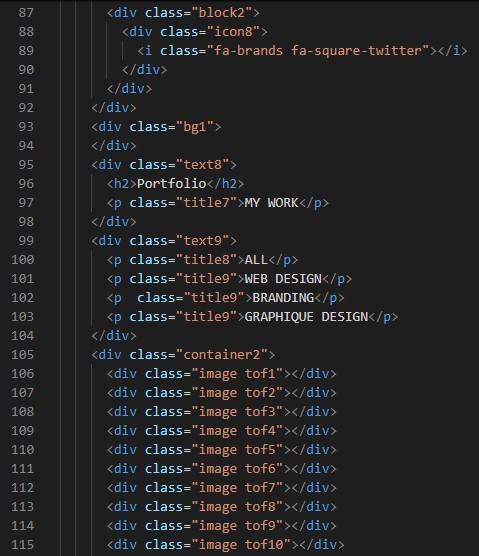 87 <div class="block2">
88 <div class="icon8">
89 <i class="fa-brands fa-square-twitter"></i>
90 </div>
91 </div>
92 </div>
93 <div class="bg1">
94 </div>
95 <div class="text8">
96 <h2>Portfolio</h2>
97 <p class="title7">MY WORK</p>
98 </div>
99 <div class="text9">
100 <p class="title8">ALL</p>
101 <p class="title9">WEB DESIGN</p>
102 <p  class="title9">BRANDING</p>
103 <p class="title9">GRAPHIQUE DESIGN</p>
104 </div>
105 <div class="container2">
106 <div class="image tof1"></div>
107 <div class="image tof2"></div>
108 <div class="image tof3"></div>
109 <div class="image tof4"></div>
110 <div class="image tof5"></div>
111 <div class="image tof6"></div>
112 <div class="image tof7"></div>
113 <div class="image tof8"></div>
114 <div class="image tof9"></div>
115 <div class="image tof10"></div>